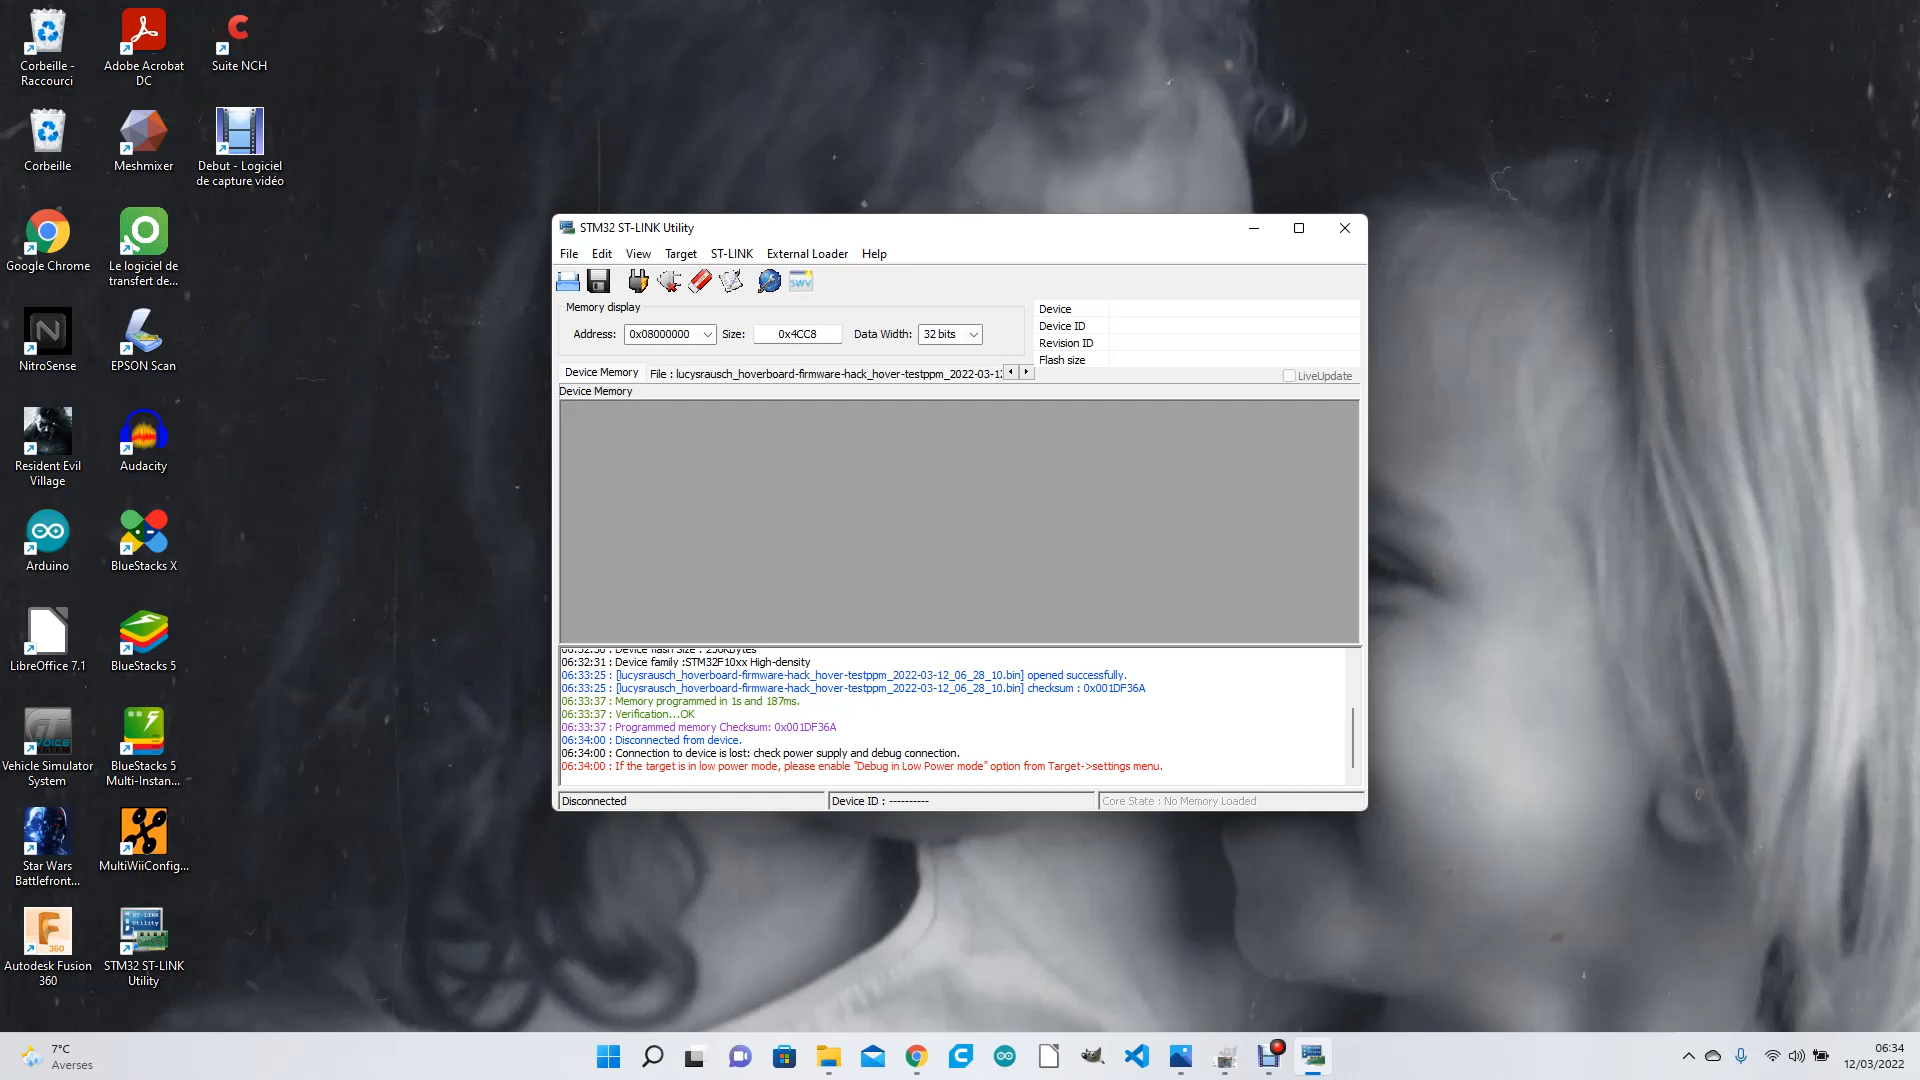 Corbeille -
Raccourci
Adobe Acrobat
DC
Suite NCH
Corbeille
Meshmixer
Debut - Logiciel
de capture vidéo
Google Chrome
Le logiciel de
transfert de...
NitroSense
EPSON Scan
Resident Evil
Village
Audacity
Arduino
BlueStacks X
LibreOffice 7.1
BlueStacks 5
Vehicle Simulator
System
BlueStacks 5
Multi-Instan...
Star Wars
Battlefront...
MultiWiiConfig...
Autodesk Fusion
360
STM32 ST-LINK
Utility
STM32 ST-LINK Utility
File Edit View Target ST-LINK External Loader Help
SWV
Memory display
Address: 0x08000000 Size: 0x4CC8 Data Width: 32 bits
Device
Device ID
Revision ID
Flash size
LiveUpdate
Device Memory File : lucysrausch_hoverboard-firmware-hack_hover-testppm_2022-03-12
Device Memory
06:32:30 : Device flash Size : 256KBytes
06:32:31 : Device family :STM32F10xx High-density
06:33:25 : [lucysrausch_hoverboard-firmware-hack_hover-testppm_2022-03-12_06_28_10.bin] opened successfully.
06:33:25 : [lucysrausch_hoverboard-firmware-hack_hover-testppm_2022-03-12_06_28_10.bin] checksum : 0x001DF36A
06:33:37 : Memory programmed in 1s and 187ms.
06:33:37 : Verification...OK
06:33:37 : Programmed memory Checksum: 0x001DF36A
06:34:00 : Disconnected from device.
06:34:00 : Connection to device is lost: check power supply and debug connection.
06:34:00 : If the target is in low power mode, please enable "Debug in Low Power mode" option from Target->settings menu.
Disconnected Device ID : ---------- Core State : No Memory Loaded
7°C
Averses
06:34
12/03/2022